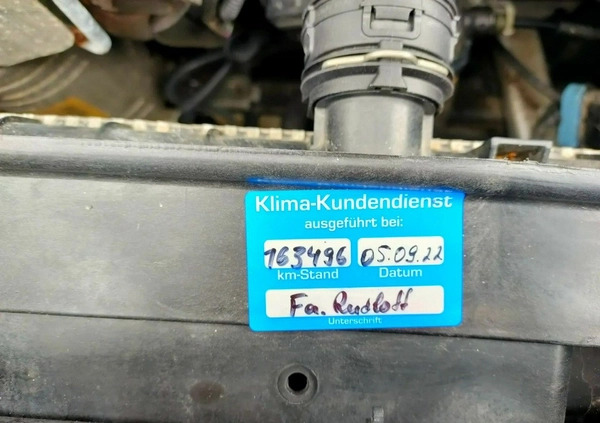 Klima-Kundendienst
ausgeführt bei:
163496 05.09.22
km-Stand Datum
Fa. Rudloff
Unterschrift